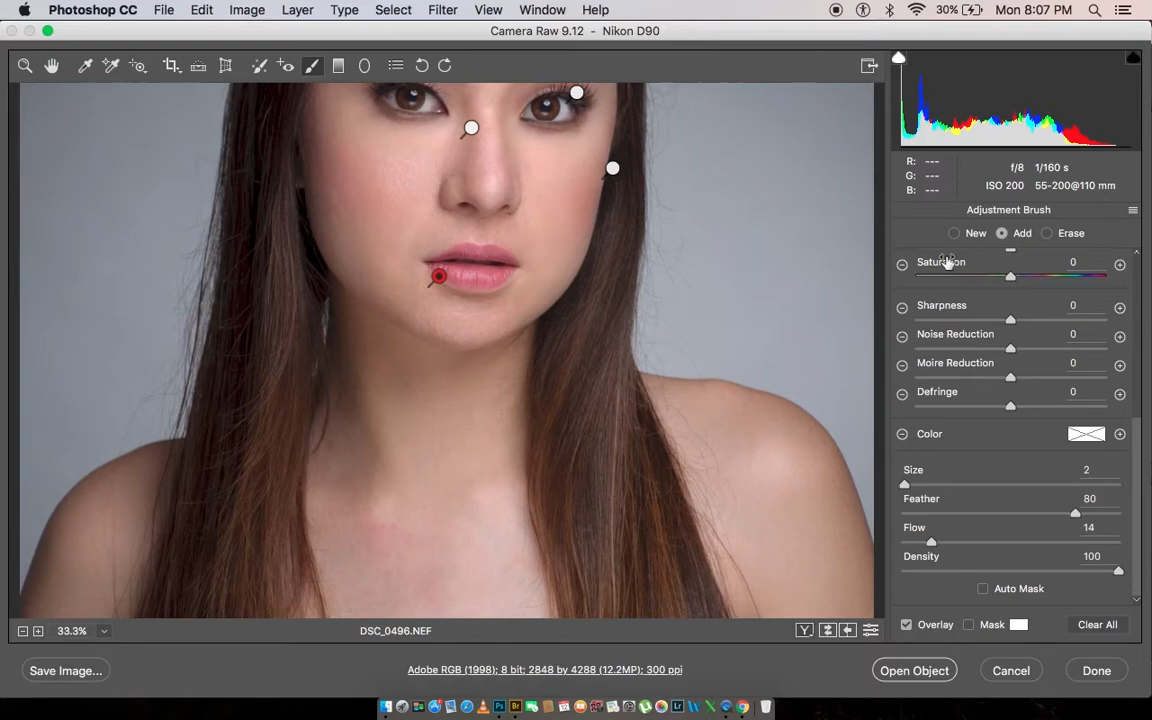 Photoshop CC File Edit Image Layer Type Select Filter View Window Help 30% Mon 8:07 PM
Camera Raw 9.12 - Nikon D90
R: ---
G: ---
B: ---
f/8 1/160 s
ISO 200 55-200@110 mm
Adjustment Brush
New Add Erase
Saturation 0
Sharpness 0
Noise Reduction 0
Moire Reduction 0
Defringe 0
Color
Size 2
Feather 80
Flow 14
Density 100
Auto Mask
33.3% DSC_0496.NEF Y
Overlay Mask Clear All
Save Image... Adobe RGB (1998); 8 bit; 2848 by 4288 (12.2MP); 300 ppi Open Object Cancel Done
Ps Br Lr